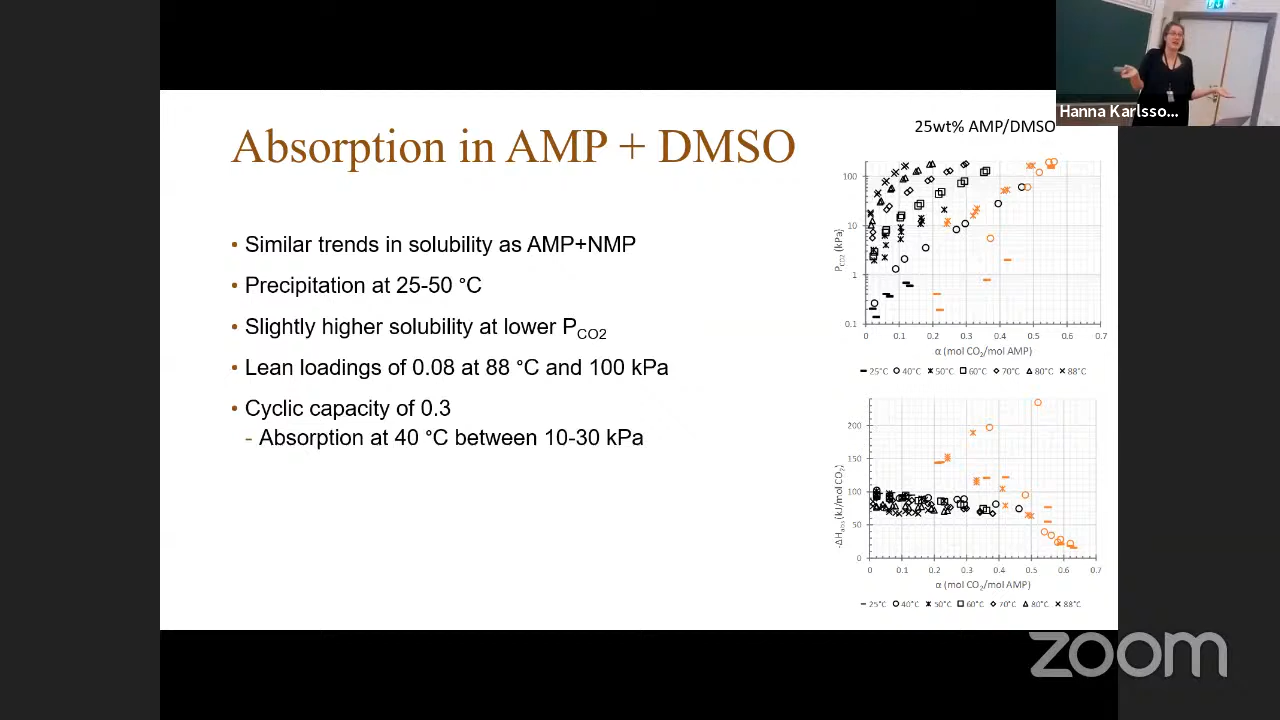 Hanna Karlsso...
25wt% AMP/DMSO
Absorption in AMP + DMSO
• Similar trends in solubility as AMP+NMP
• Precipitation at 25-50 °C
• Slightly higher solubility at lower PCO2
• Lean loadings of 0.08 at 88 °C and 100 kPa
• Cyclic capacity of 0.3
- Absorption at 40 °C between 10-30 kPa
PCO2 (kPa)
100
10
1
0.1
0 0.1 0.2 0.3 0.4 0.5 0.6 0.7
α (mol CO2/mol AMP)
25°C 40°C 50°C 60°C 70°C 80°C 88°C
-ΔHabs (kJ/mol CO2)
200
150
100
50
0
0 0.1 0.2 0.3 0.4 0.5 0.6 0.7
α (mol CO2/mol AMP)
25°C 40°C 50°C 60°C 70°C 80°C 88°C
zoom